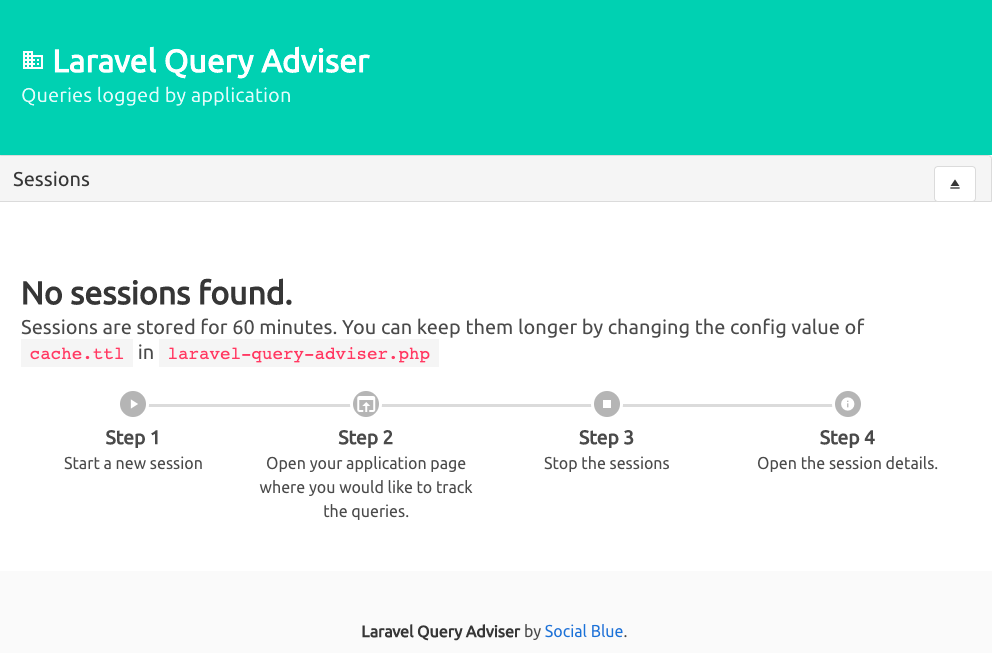 Laravel Query Adviser
Queries logged by application
Sessions
No sessions found.
Sessions are stored for 60 minutes. You can keep them longer by changing the config value of
cache.ttl in laravel-query-adviser.php
Step 1
Start a new session
Step 2
Open your application page
where you would like to track
the queries.
Step 3
Stop the sessions
Step 4
Open the session details.
Laravel Query Adviser by Social Blue.